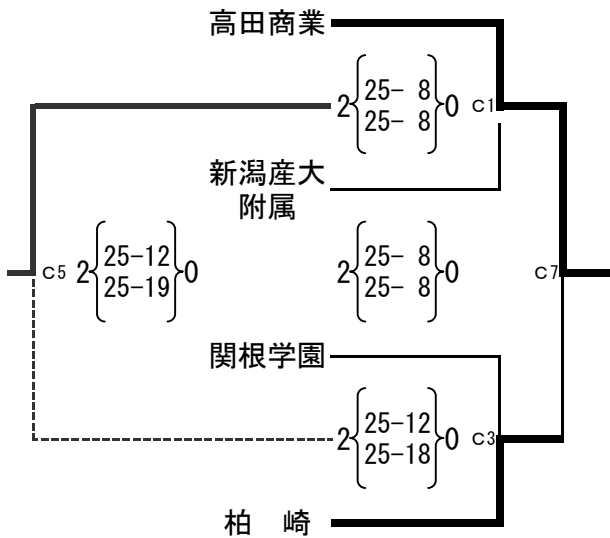 高田商業
2 25- 8 0 C1
25- 8
新潟産大
附属
C5 2 25-12 0
25-19
2 25- 8 0 C7
25- 8
関根学園
2 25-12 0 C3
25-18
柏　崎